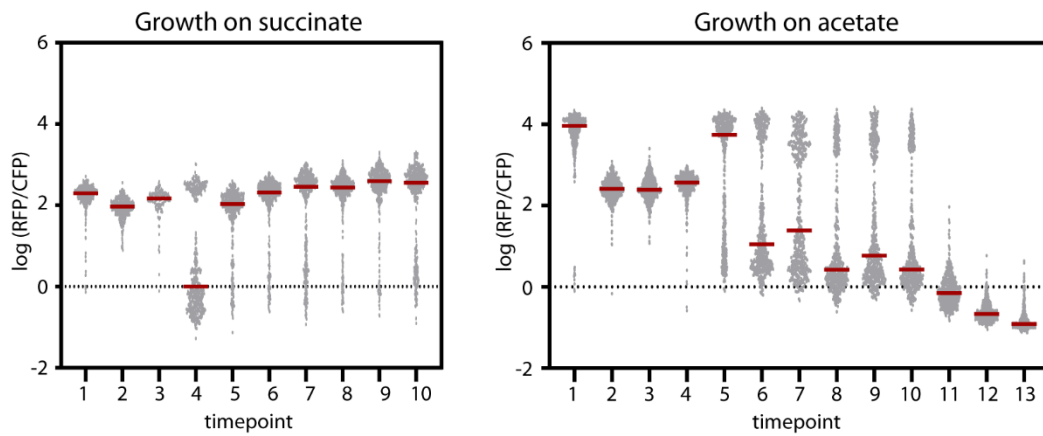 Growth on succinate
6
4
2
0
-2
log (RFP/CFP)
1 2 3 4 5 6 7 8 9 10
timepoint
Growth on acetate
6
4
2
0
-2
log (RFP/CFP)
1 2 3 4 5 6 7 8 9 10 11 12 13
timepoint